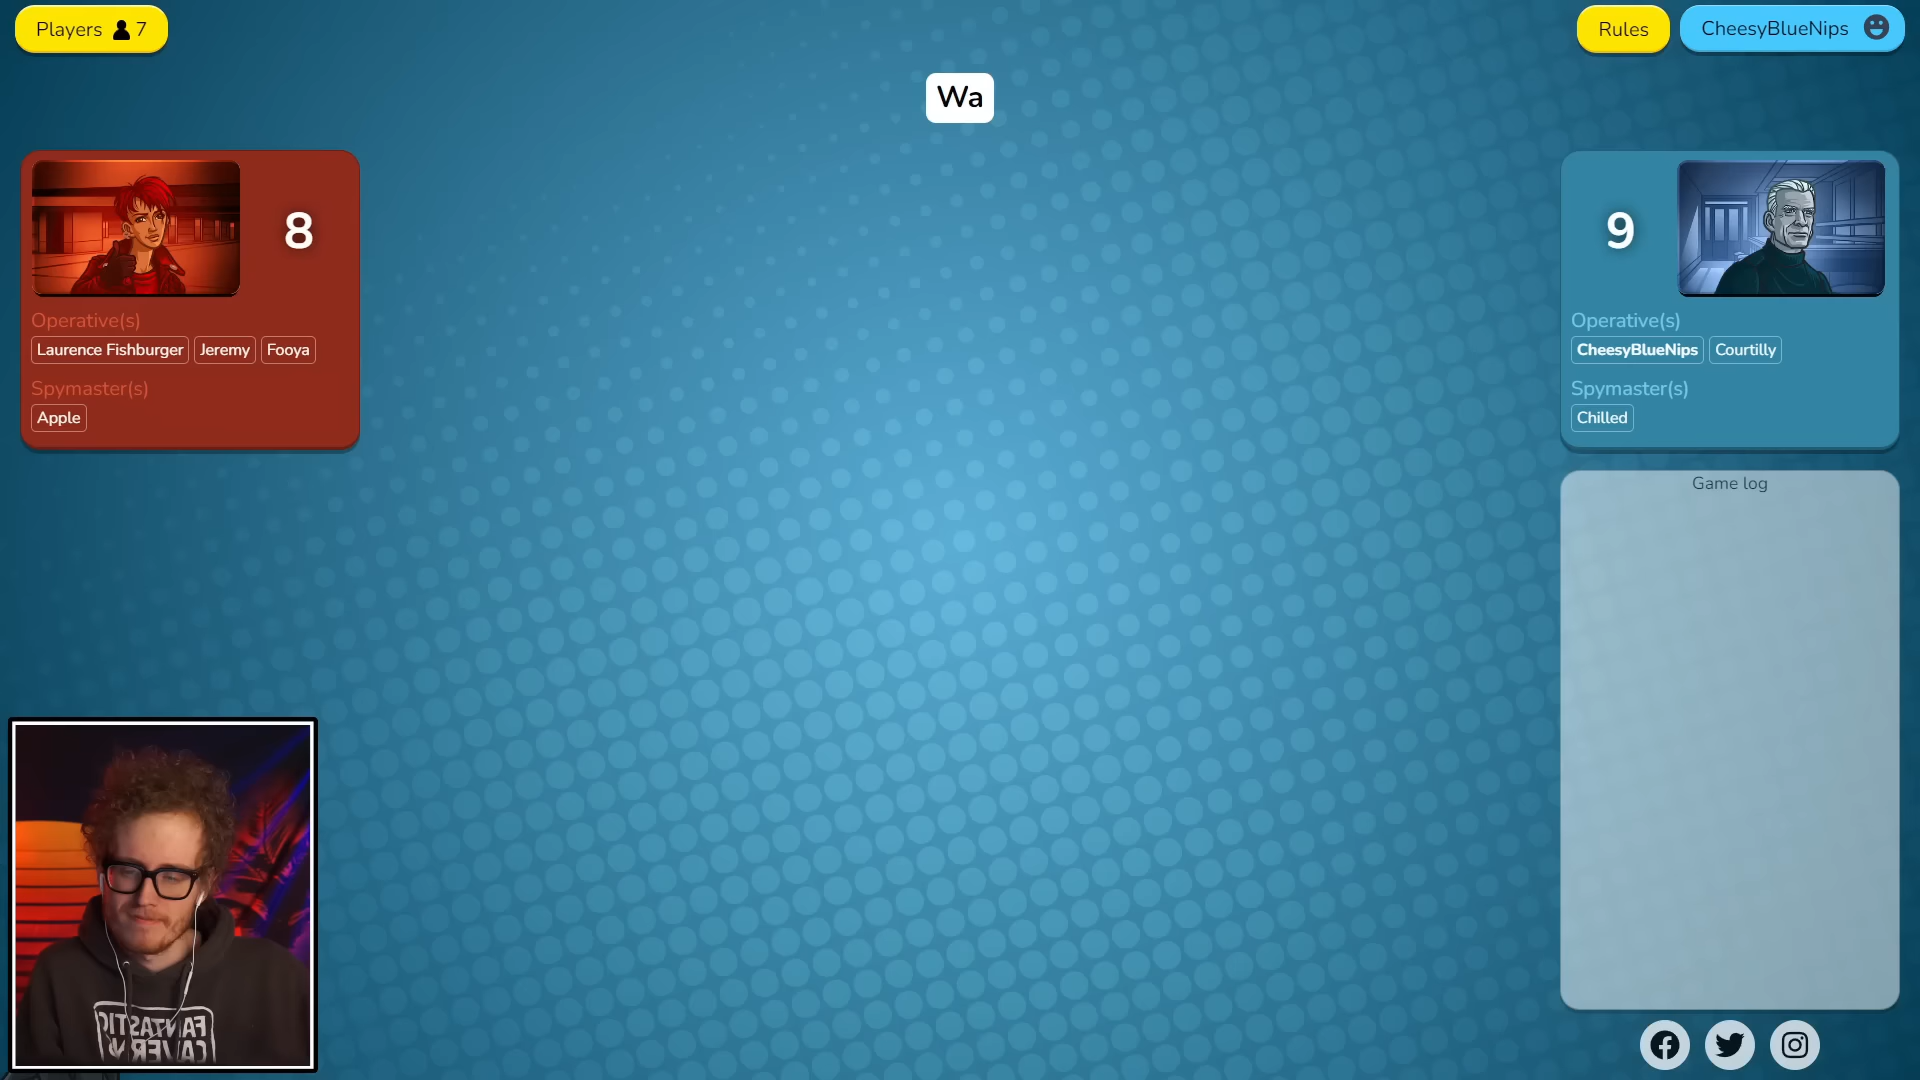 Players 7
Rules
CheesyBlueNips
Wa
8
Operative(s)
Laurence Fishburger Jeremy Fooya
Spymaster(s)
Apple
9
Operative(s)
CheesyBlueNips Courtilly
Spymaster(s)
Chilled
Game log
FANTASTIC